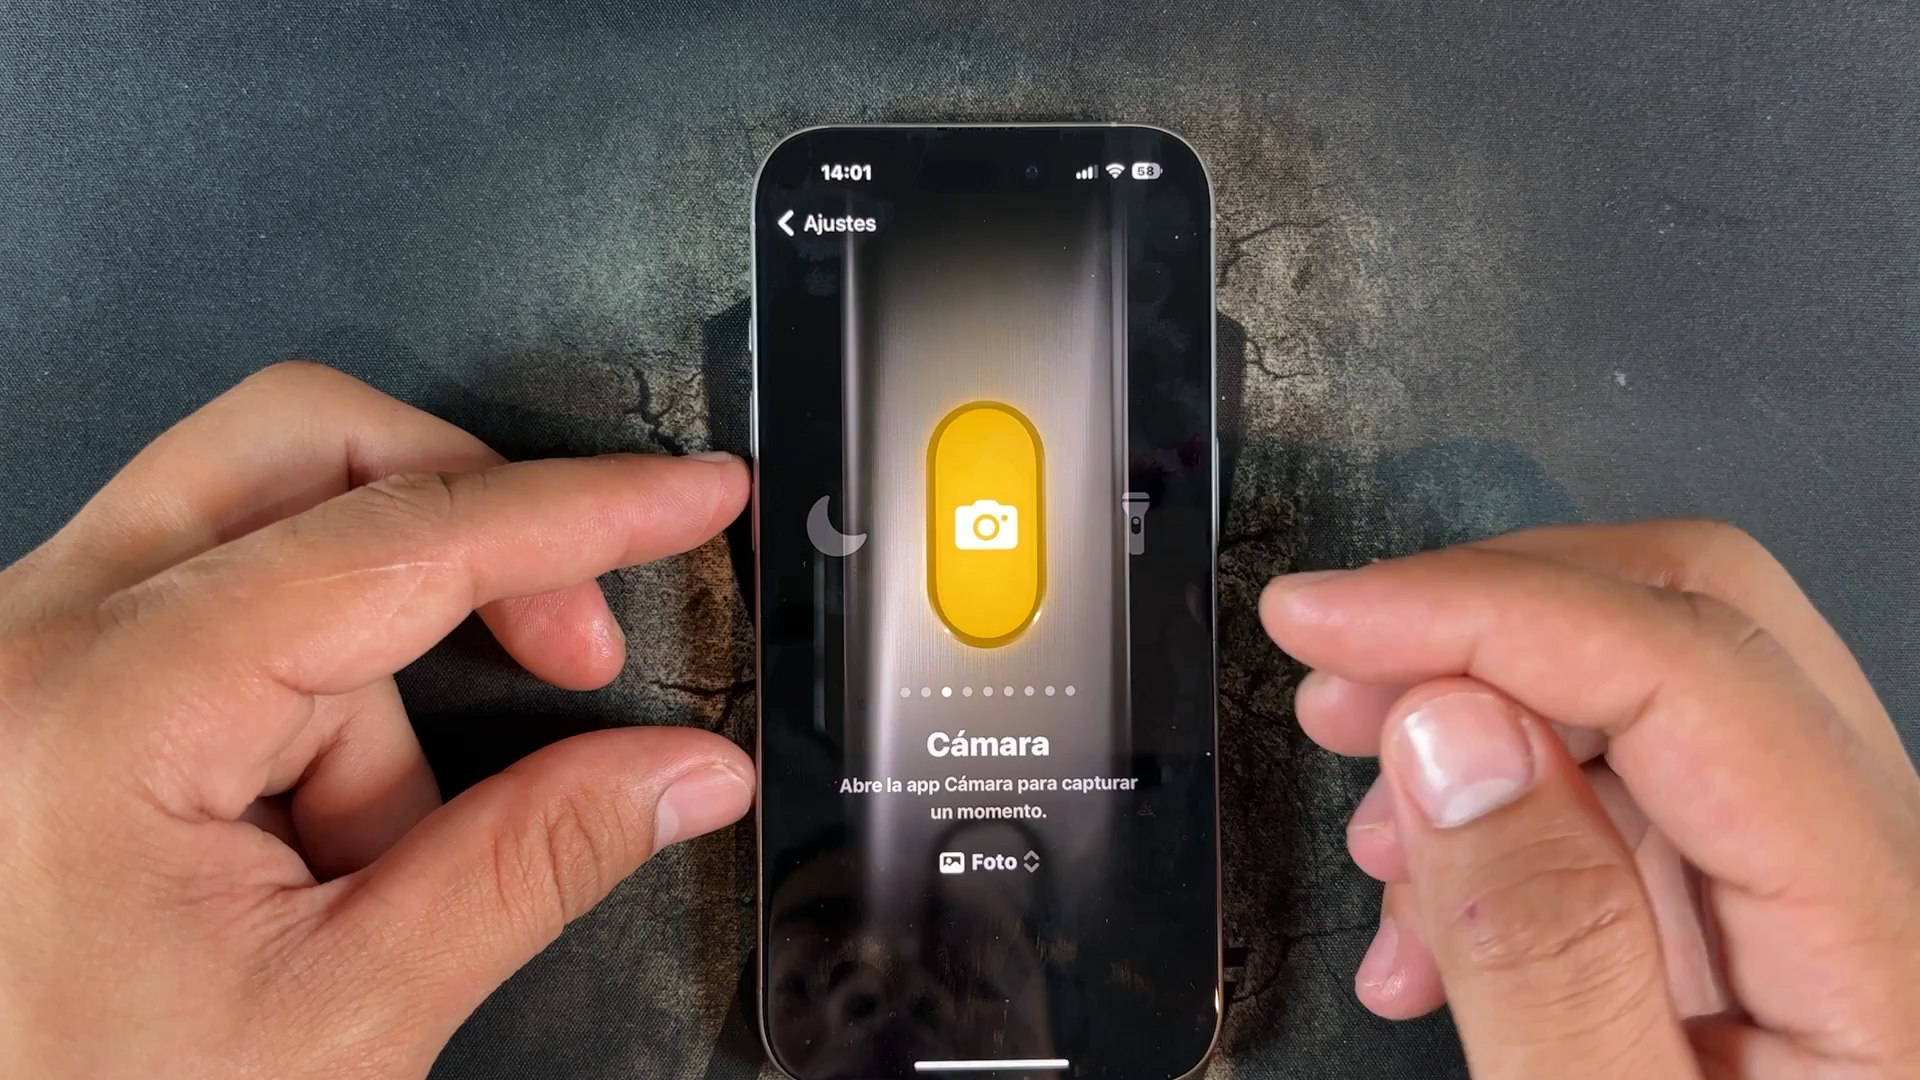 14:01
58
Ajustes
Cámara
Abre la app Cámara para capturar
un momento.
Foto